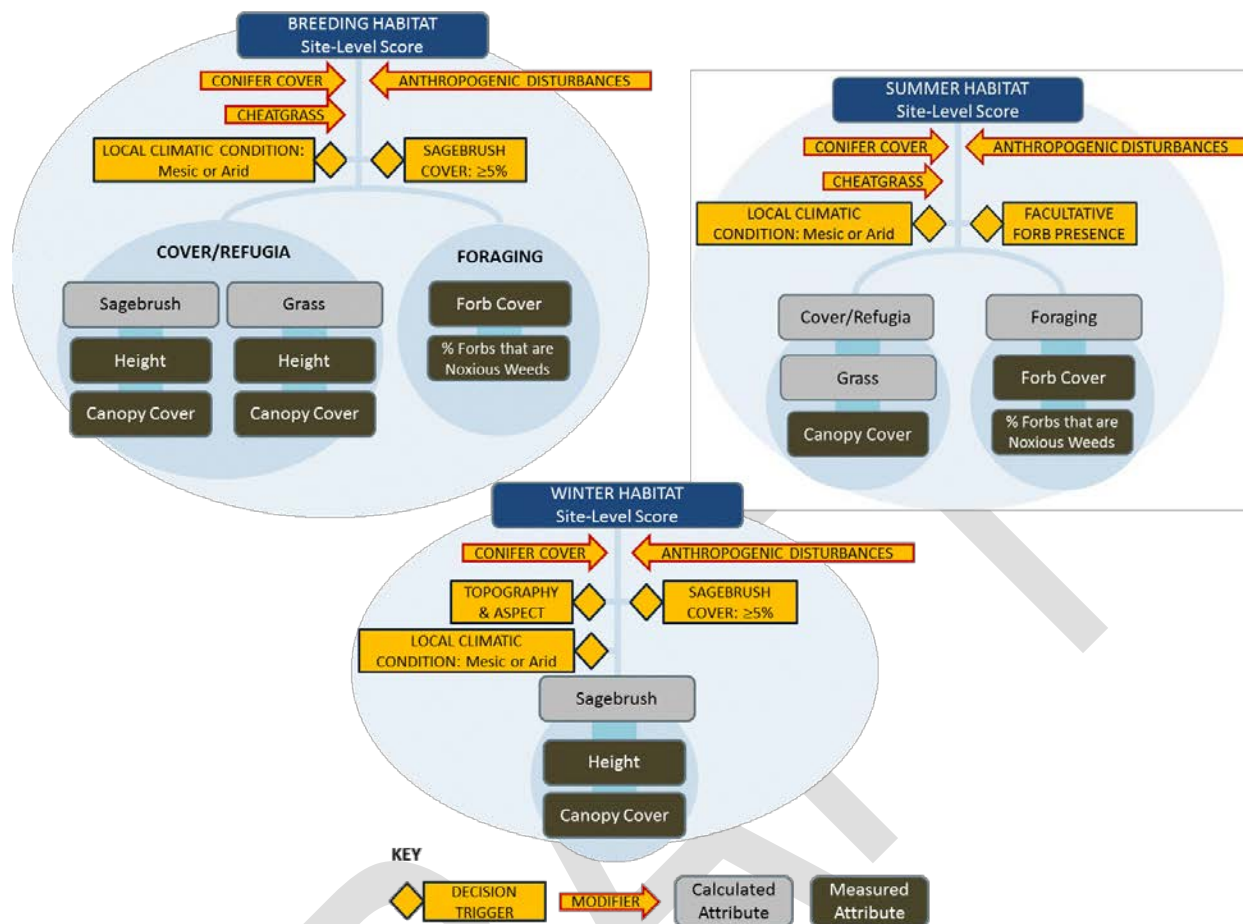 BREEDING HABITAT
Site-Level Score
CONIFER COVER
ANTHROPOGENIC DISTURBANCES
CHEATGRASS
LOCAL CLIMATIC CONDITION:
Mesic or Arid
SAGEBRUSH
COVER: ≥5%
COVER/REFUGIA
FORAGING
Sagebrush
Grass
Forb Cover
Height
Height
% Forbs that are
Noxious Weeds
Canopy Cover
Canopy Cover
SUMMER HABITAT
Site-Level Score
CONIFER COVER
ANTHROPOGENIC DISTURBANCES
CHEATGRASS
LOCAL CLIMATIC
CONDITION: Mesic or Arid
FACULTATIVE
FORB PRESENCE
Cover/Refugia
Foraging
Grass
Forb Cover
Canopy Cover
% Forbs that are
Noxious Weeds
WINTER HABITAT
Site-Level Score
CONIFER COVER
ANTHROPOGENIC DISTURBANCES
TOPOGRAPHY
& ASPECT
SAGEBRUSH
COVER: ≥5%
LOCAL CLIMATIC
CONDITION: Mesic or Arid
Sagebrush
Height
Canopy Cover
KEY
DECISION
TRIGGER
MODIFIER
Calculated
Attribute
Measured
Attribute